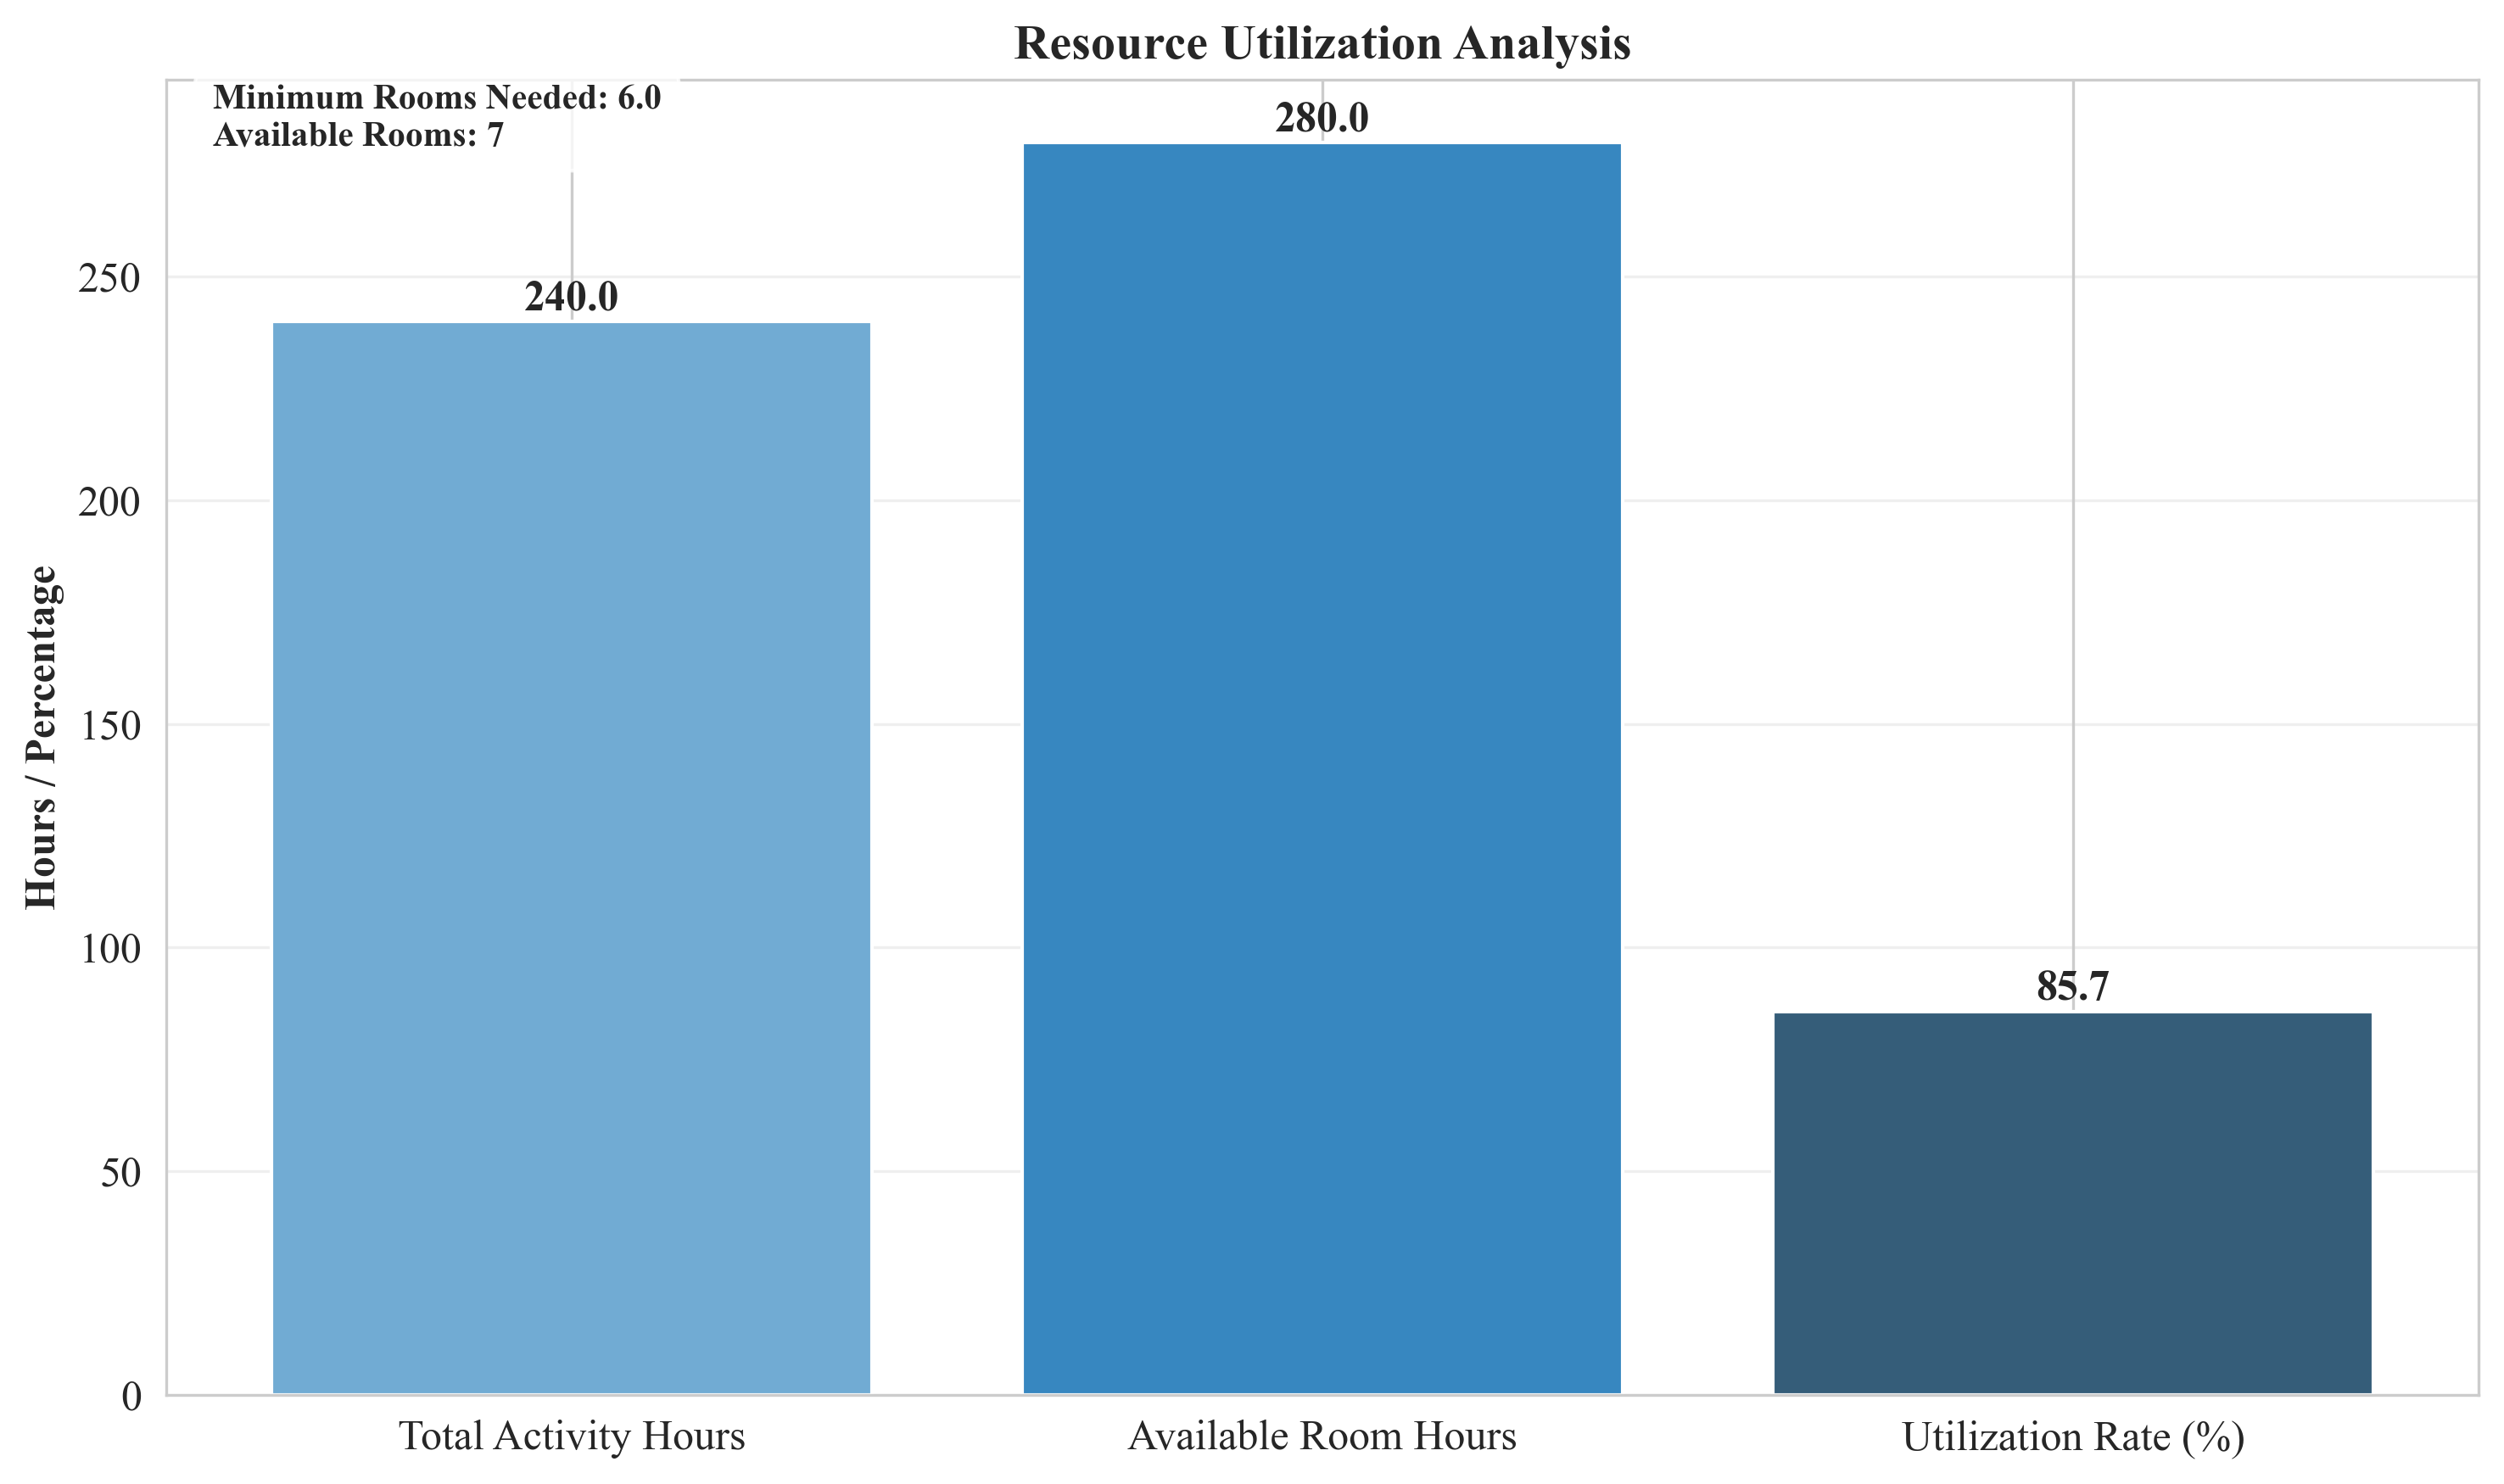 Resource Utilization Analysis
Minimum Rooms Needed: 6.0
Available Rooms: 7
280.0
240.0
85.7
Hours / Percentage
250
200
150
100
50
0
Total Activity Hours
Available Room Hours
Utilization Rate (%)